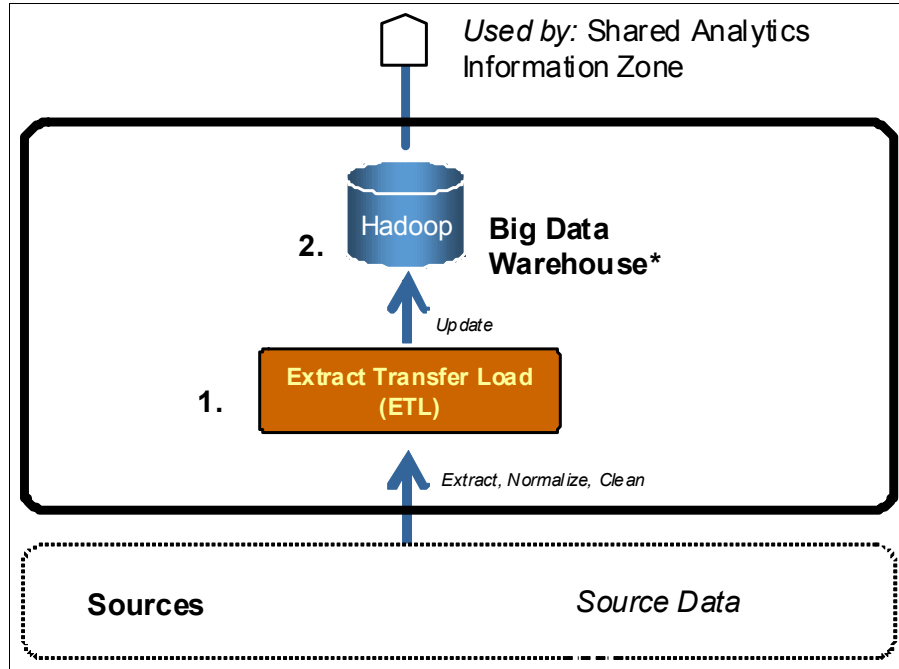 Used by: Shared Analytics
Information Zone
Hadoop
2.
Big Data
Warehouse*
Update
Extract Transfer Load
(ETL)
1.
Extract, Normalize, Clean
Sources
Source Data